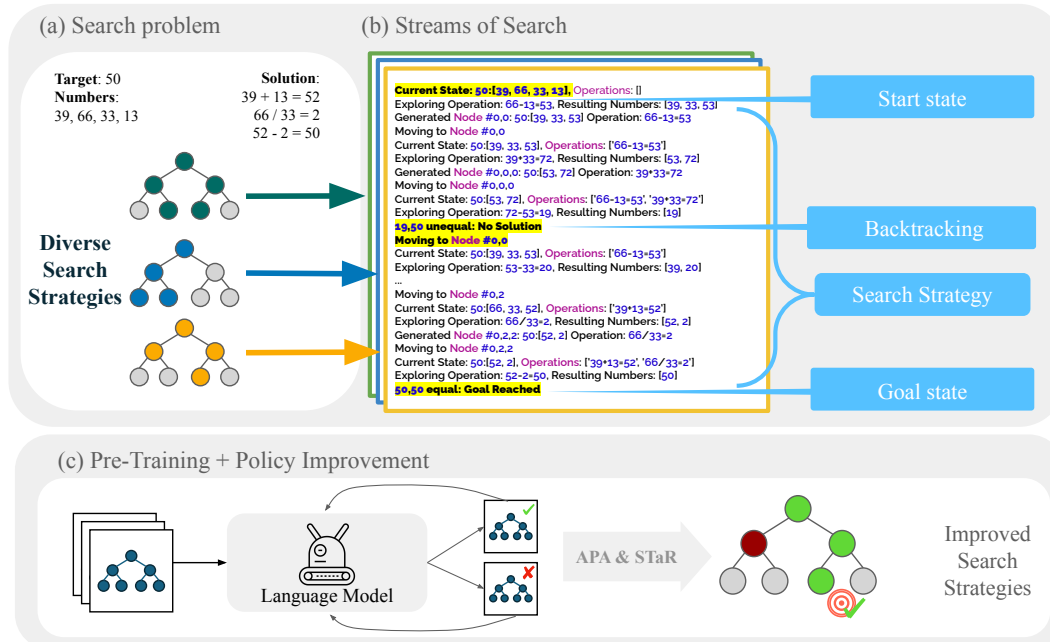 (a) Search problem
Target: 50
Numbers:
39, 66, 33, 13
Solution:
39 + 13 = 52
66 / 33 = 2
52 - 2 = 50
Diverse
Search
Strategies
(b) Streams of Search
Current State: 50:[39, 66, 33, 13], Operations: []
Exploring Operation: 66-13=53, Resulting Numbers: [39, 33, 53]
Generated Node #0,0: 50:[39, 33, 53] Operation: 66-13=53
Moving to Node #0,0
Current State: 50:[39, 33, 53], Operations: ['66-13=53']
Exploring Operation: 39+33=72, Resulting Numbers: [53, 72]
Generated Node #0,0,0: 50:[53, 72] Operation: 39+33=72
Moving to Node #0,0,0
Current State: 50:[53, 72], Operations: ['66-13=53', '39+33=72']
Exploring Operation: 72-53=19, Resulting Numbers: [19]
19,50 unequal: No Solution
Moving to Node #0,0
Current State: 50:[39, 33, 53], Operations: ['66-13=53']
Exploring Operation: 53-33=20, Resulting Numbers: [39, 20]
...
Moving to Node #0,2
Current State: 50:[66, 33, 52], Operations: ['39+13=52']
Exploring Operation: 66/33=2, Resulting Numbers: [52, 2]
Generated Node #0,2,2: 50:[52, 2] Operation: 66/33=2
Moving to Node #0,2,2
Current State: 50:[52, 2], Operations: ['39+13=52', '66/33=2']
Exploring Operation: 52-2=50, Resulting Numbers: [50]
50,50 equal: Goal Reached
Start state
Backtracking
Search Strategy
Goal state
(c) Pre-Training + Policy Improvement
Language Model
APA & STaR
Improved
Search
Strategies